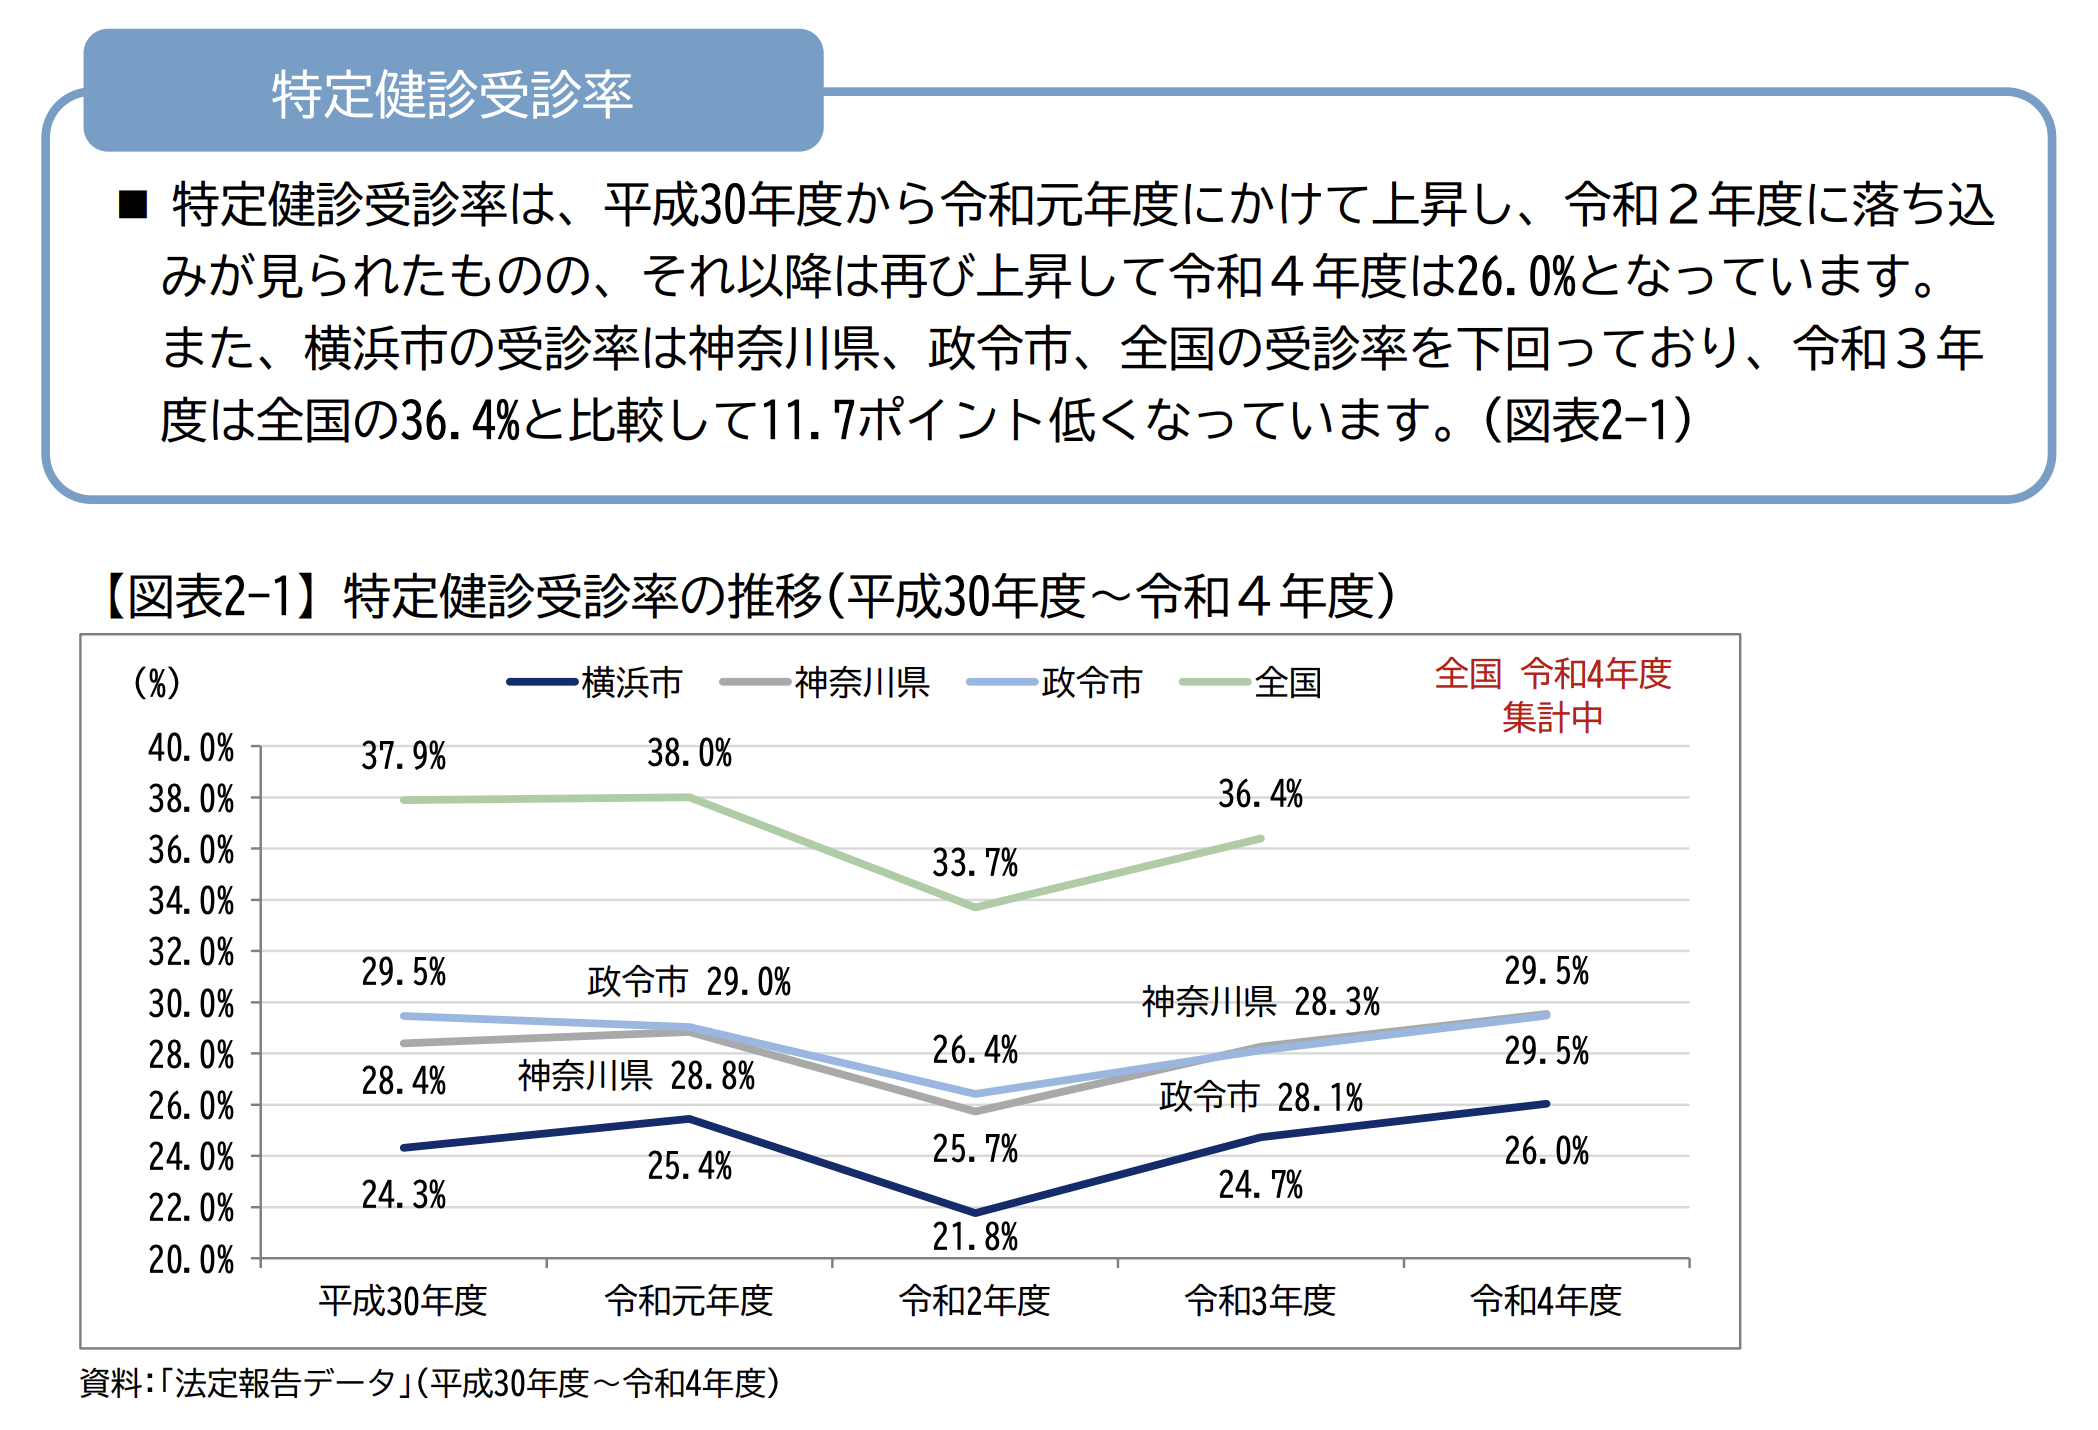 特定健診受診率
■ 特定健診受診率は、平成30年度から令和元年度にかけて上昇し、令和２年度に落ち込
みが見られたものの、それ以降は再び上昇して令和４年度は26.0%となっています。
また、横浜市の受診率は神奈川県、政令市、全国の受診率を下回っており、令和３年
度は全国の36.4%と比較して11.7ポイント低くなっています。(図表2-1)
【図表2-1】特定健診受診率の推移(平成30年度～令和４年度)
(%)
横浜市 神奈川県 政令市 全国
全国 令和4年度
集計中
40.0%
38.0%
36.0%
34.0%
32.0%
30.0%
28.0%
26.0%
24.0%
22.0%
20.0%
37.9% 38.0% 33.7% 36.4%
29.5% 政令市 29.0% 26.4% 神奈川県 28.3% 29.5%
28.4% 神奈川県 28.8% 25.7% 政令市 28.1% 29.5%
24.3% 25.4% 21.8% 24.7% 26.0%
平成30年度 令和元年度 令和2年度 令和3年度 令和4年度
資料:「法定報告データ」(平成30年度～令和4年度)